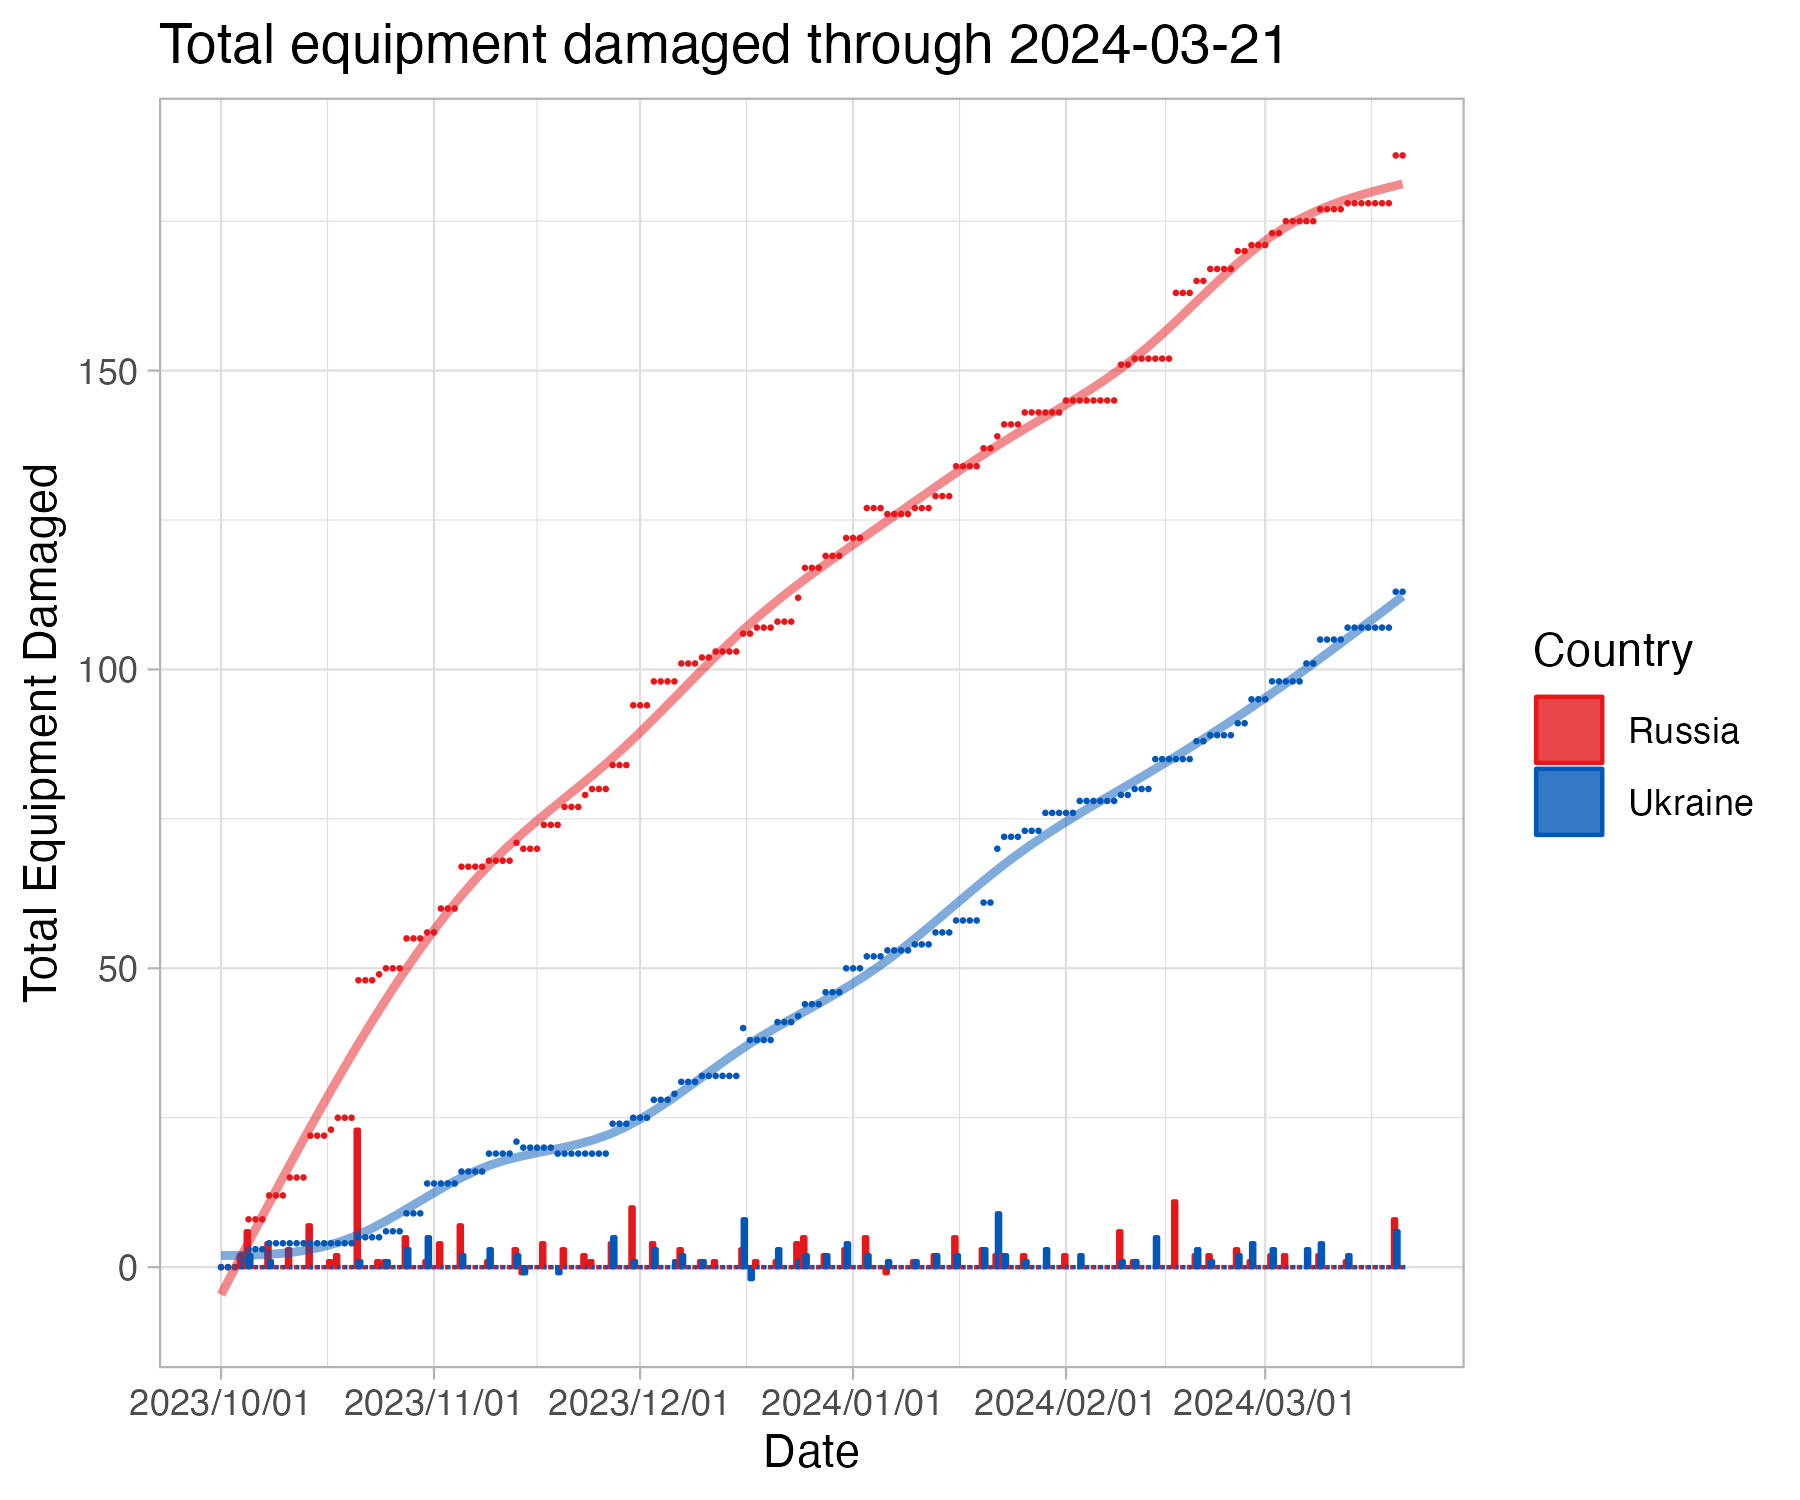 Total equipment damaged through 2024-03-21
Total Equipment Damaged
150
100
50
0
2023/10/01
2023/11/01
2023/12/01
2024/01/01
2024/02/01
2024/03/01
Date
Country
Russia
Ukraine